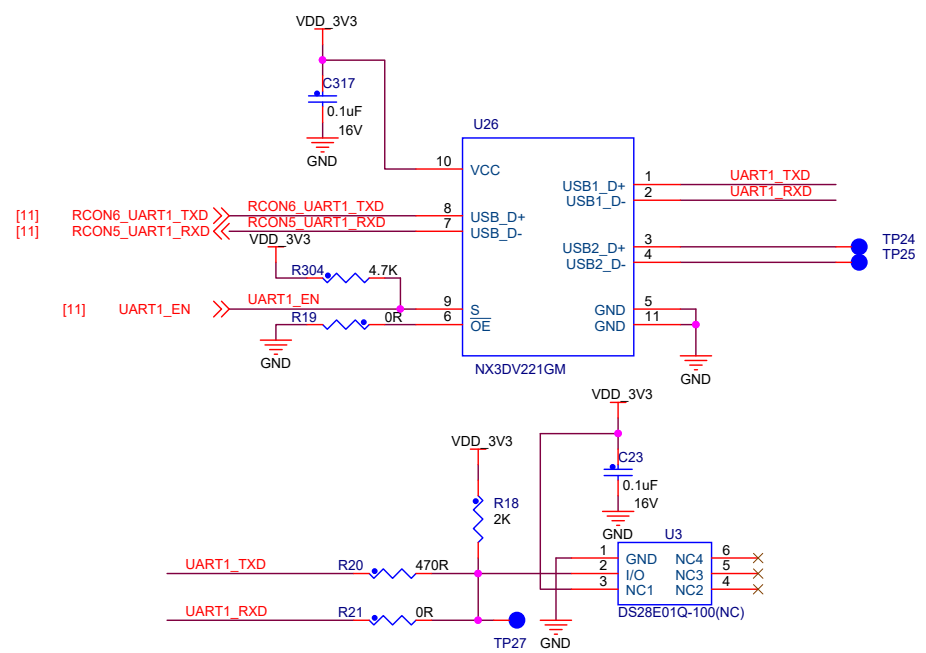 VDD_3V3
C317
0.1uF
16V
GND
U26
10 VCC
USB1_D+ 1 UART1_TXD
USB1_D- 2 UART1_RXD
[11] RCON6_UART1_TXD RCON6_UART1_TXD 8 USB_D+
[11] RCON5_UART1_RXD RCON5_UART1_RXD 7 USB_D-
VDD_3V3
USB2_D+ 3 TP24
USB2_D- 4 TP25
R304 4.7K
[11] UART1_EN UART1_EN 9 S
GND 5
R19 0R 6 OE
GND 11
GND
GND
NX3DV221GM
VDD_3V3
VDD_3V3
C23
0.1uF
16V
GND
R18
2K
U3
1 GND NC4 6
UART1_TXD R20 470R 2 I/O NC3 5
3 NC1 NC2 4
UART1_RXD R21 0R
DS28E01Q-100(NC)
TP27
GND